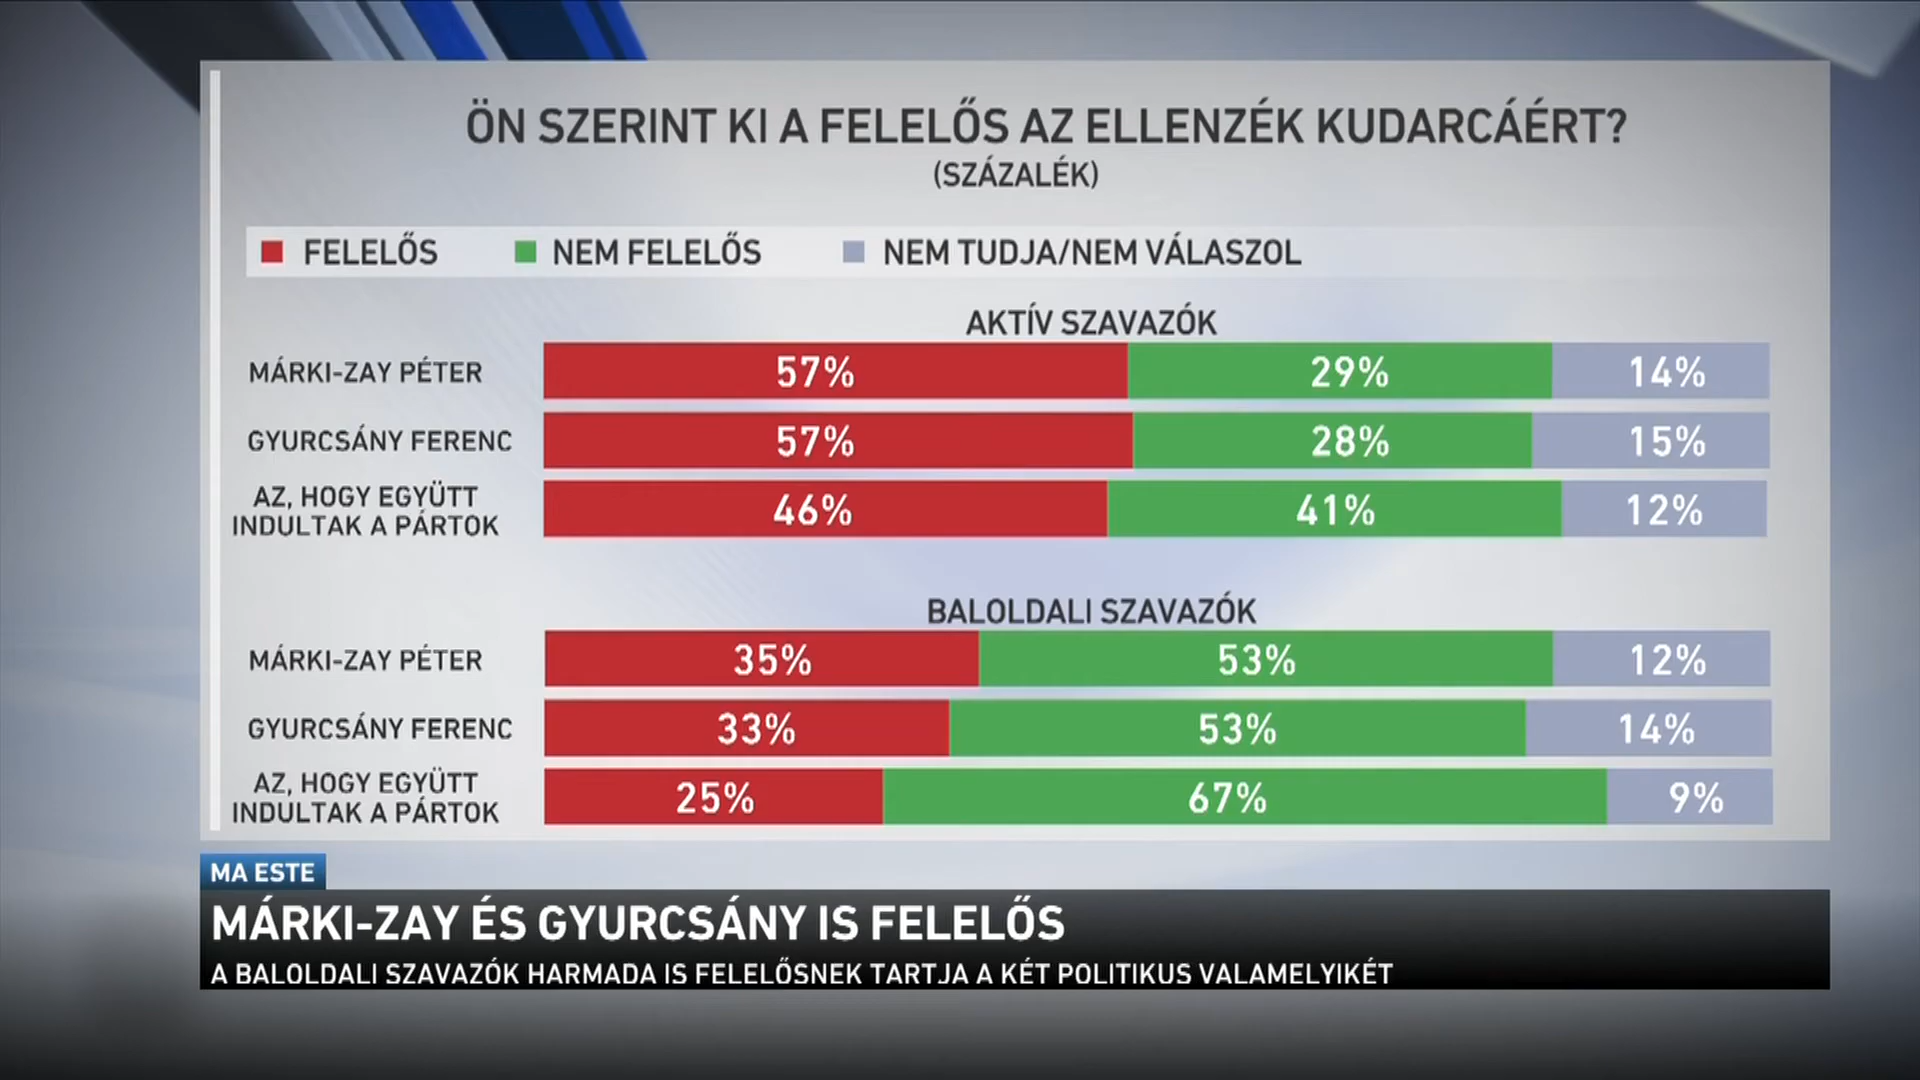 ÖN SZERINT KI A FELELŐS AZ ELLENZÉK KUDARCÁÉRT?
(SZÁZALÉK)
FELELŐS NEM FELELŐS NEM TUDJA/NEM VÁLASZOL
AKTÍV SZAVAZÓK
MÁRKI-ZAY PÉTER 57% 29% 14%
GYURCSÁNY FERENC 57% 28% 15%
AZ, HOGY EGYÜTT
INDULTAK A PÁRTOK 46% 41% 12%
BALOLDALI SZAVAZÓK
MÁRKI-ZAY PÉTER 35% 53% 12%
GYURCSÁNY FERENC 33% 53% 14%
AZ, HOGY EGYÜTT
INDULTAK A PÁRTOK 25% 67% 9%
MA ESTE
MÁRKI-ZAY ÉS GYURCSÁNY IS FELELŐS
A BALOLDALI SZAVAZÓK HARMADA IS FELELŐSNEK TARTJA A KÉT POLITIKUS VALAMELYIKÉT